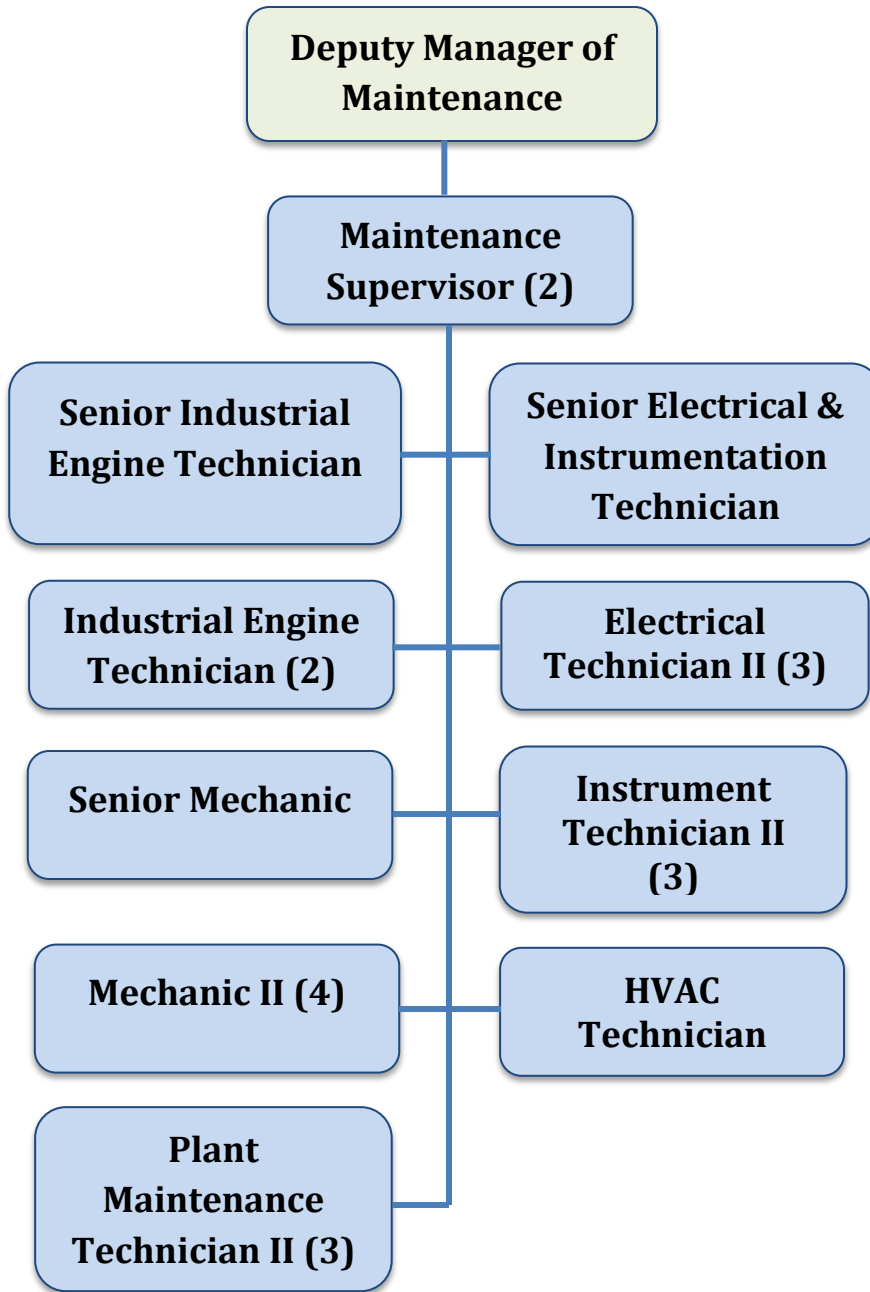 Deputy Manager of
Maintenance
Maintenance
Supervisor (2)
Senior Industrial
Engine Technician
Senior Electrical &
Instrumentation
Technician
Industrial Engine
Technician (2)
Electrical
Technician II (3)
Senior Mechanic
Instrument
Technician II
(3)
Mechanic II (4)
HVAC
Technician
Plant
Maintenance
Technician II (3)